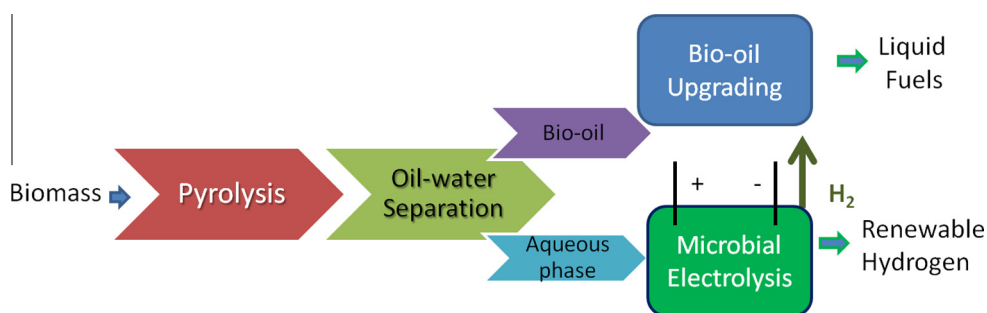 Biomass
Pyrolysis
Oil-water
Separation
Bio-oil
Bio-oil
Upgrading
Liquid
Fuels
Aqueous
phase
+ -
Microbial
Electrolysis
H₂
Renewable
Hydrogen